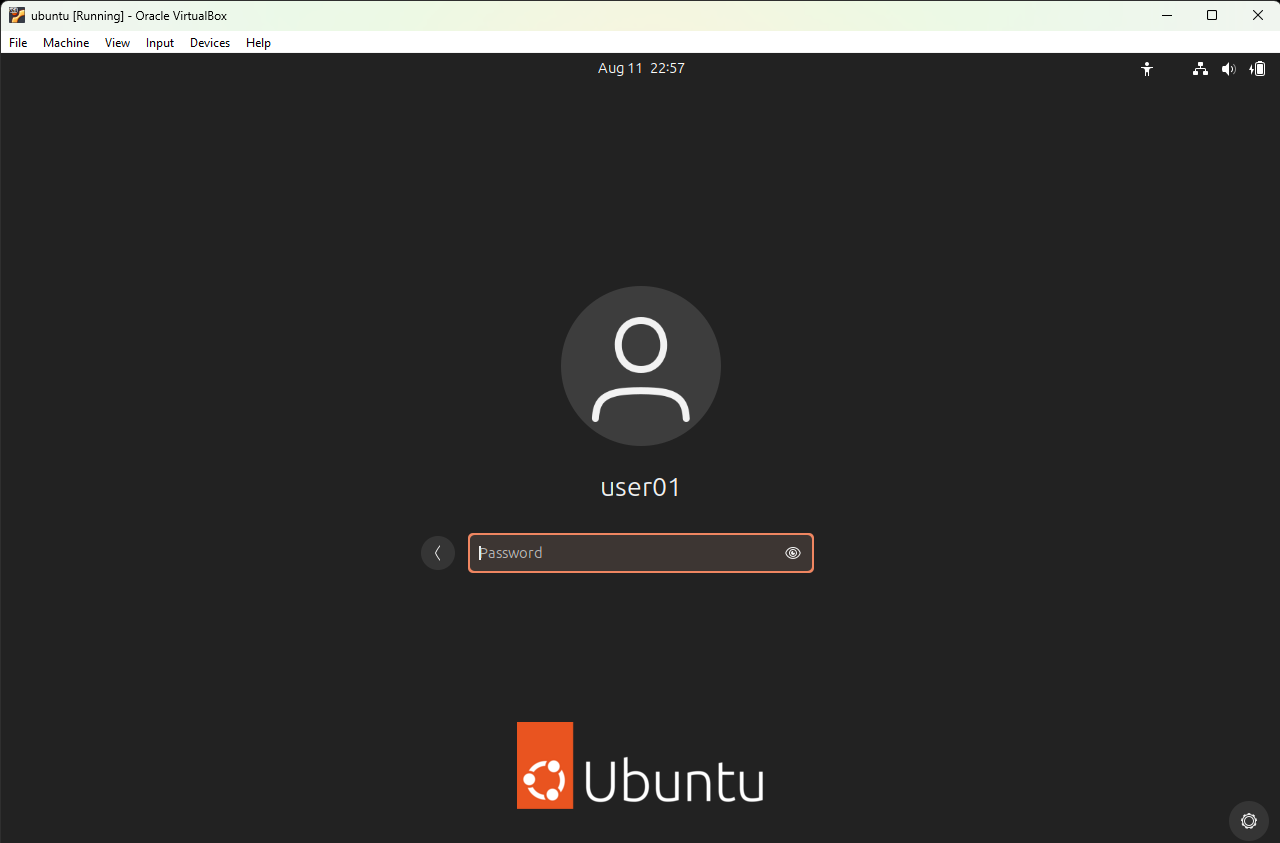 ubuntu [Running] - Oracle VirtualBox
File Machine View Input Devices Help
Aug 11 22:57
user01
Password
Ubuntu